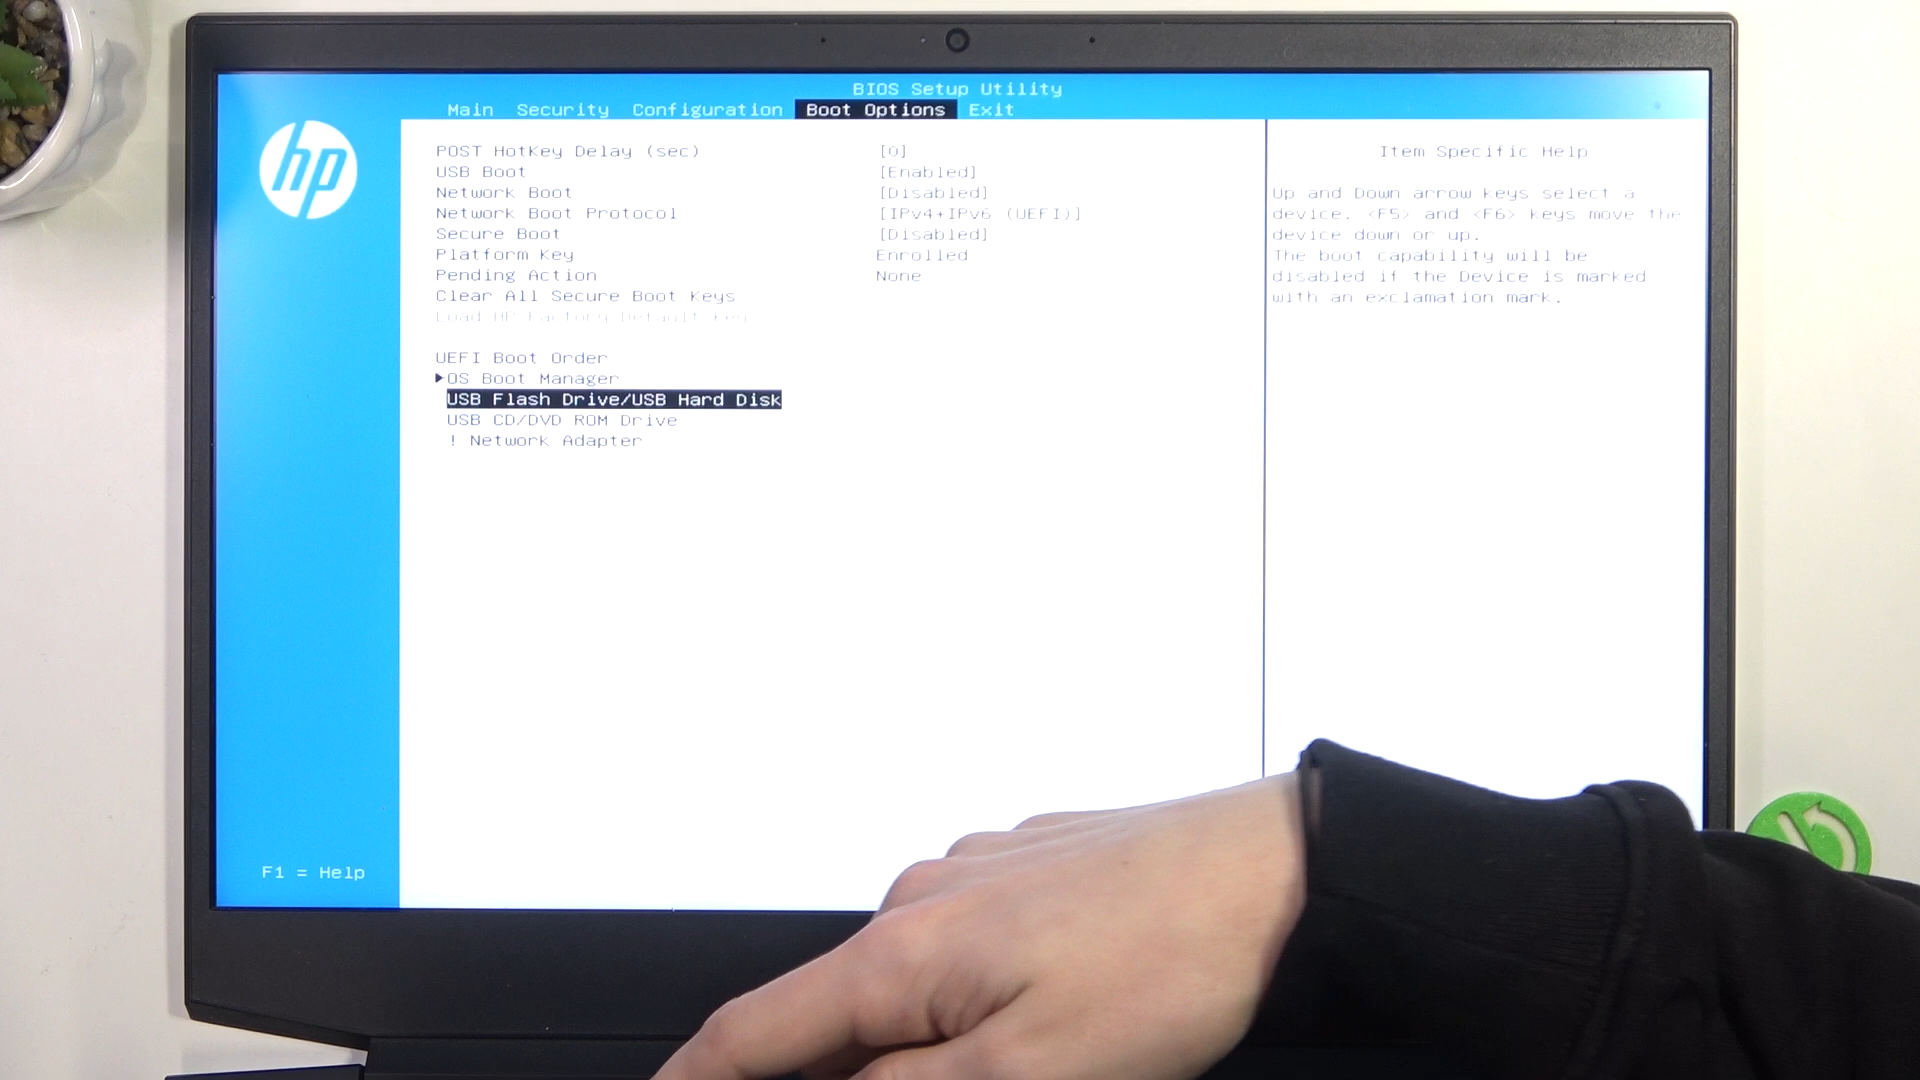 BIOS Setup Utility
Main Security Configuration Boot Options Exit
hp
POST HotKey Delay (sec) [0]
USB Boot [Enabled]
Network Boot [Disabled]
Network Boot Protocol [IPv4+IPv6 (UEFI)]
Secure Boot [Disabled]
Platform Key Enrolled
Pending Action None
Clear All Secure Boot Keys
Load HP Factory Default Key
UEFI Boot Order
OS Boot Manager
USB Flash Drive/USB Hard Disk
USB CD/DVD ROM Drive
! Network Adapter
Item Specific Help
Up and Down arrow keys select a
device. <F5> and <F6> keys move the
device down or up.
The boot capability will be
disabled if the Device is marked
with an exclamation mark.
F1 = Help